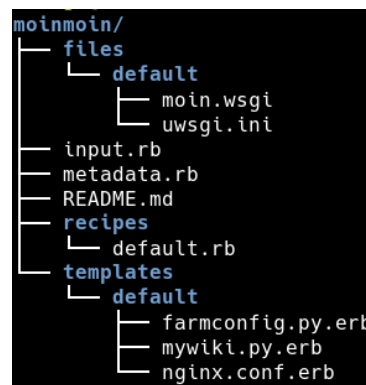 moinmoin/
files
default
moin.wsgi
uwsgi.ini
input.rb
metadata.rb
README.md
recipes
default.rb
templates
default
farmconfig.py.erb
mywiki.py.erb
nginx.conf.erb